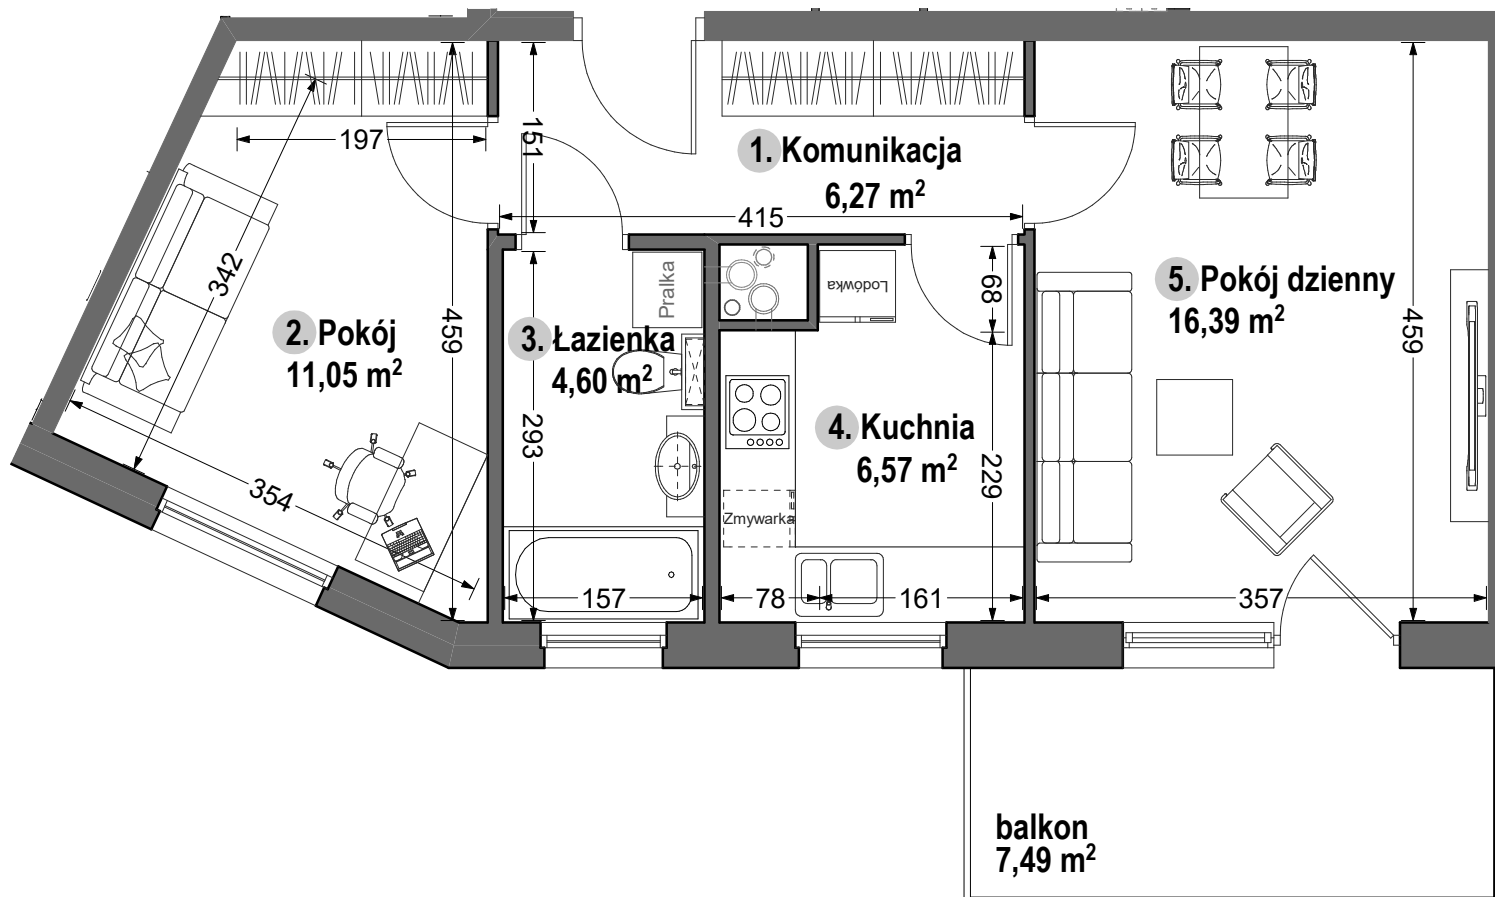 197
151
1. Komunikacja
6,27 m²
415
342
459
Pralka
Lodówka
68
5. Pokój dzienny
16,39 m²
459
2. Pokój
11,05 m²
3. Łazienka
4,60 m²
293
4. Kuchnia
6,57 m²
229
354
Zmywarka
157
78
161
357
balkon
7,49 m²